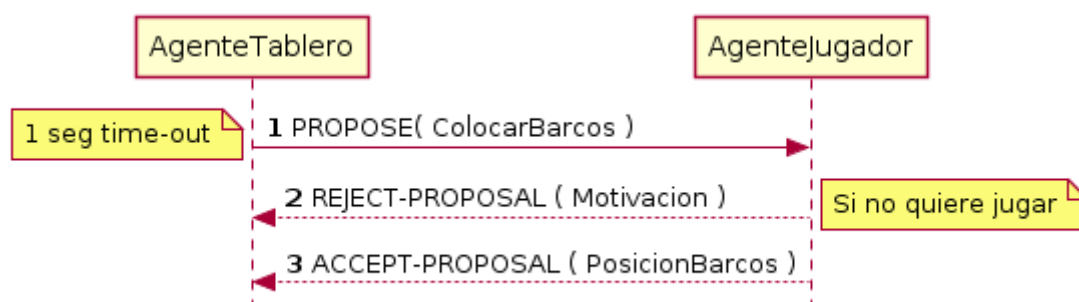 AgenteTablero
AgenteJugador
1 seg time-out
1 PROPOSE( ColocarBarcos )
2 REJECT-PROPOSAL ( Motivacion )
Si no quiere jugar
3 ACCEPT-PROPOSAL ( PosicionBarcos )